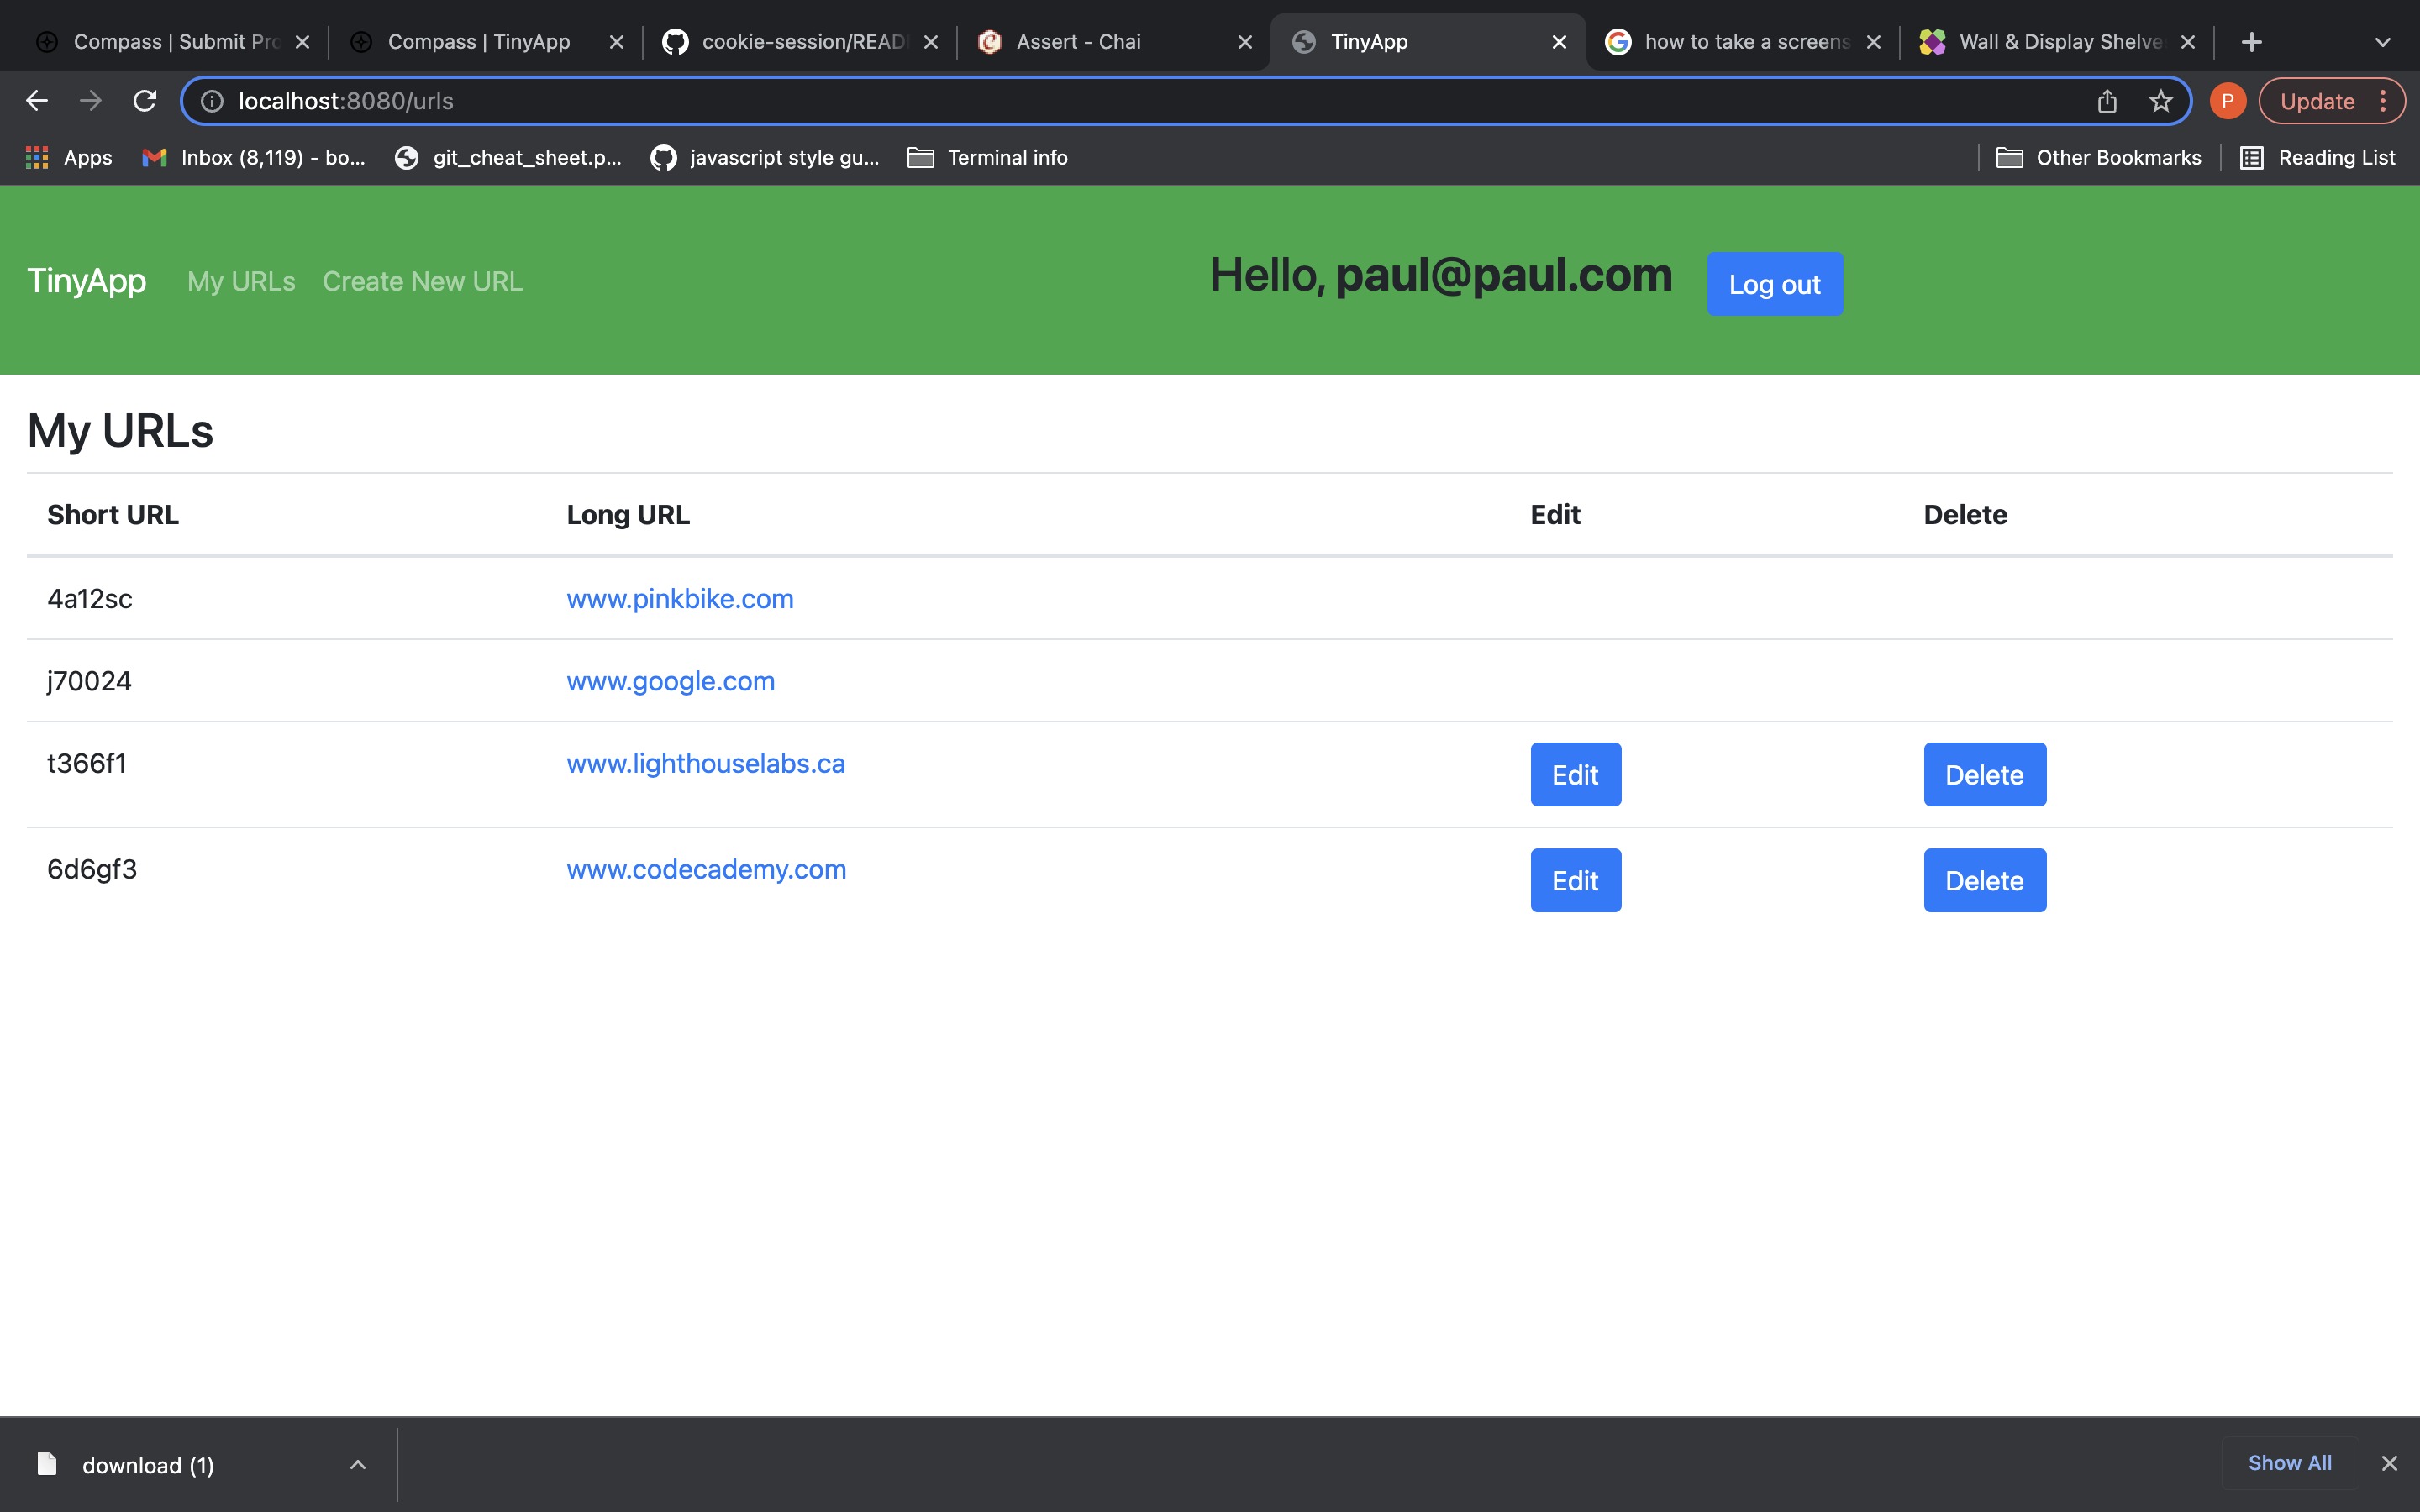 Compass | Submit Pro
Compass | TinyApp
cookie-session/READ
Assert - Chai
TinyApp
how to take a screens
Wall & Display Shelve
localhost:8080/urls
P
Update
Apps
Inbox (8,119) - bo...
git_cheat_sheet.p...
javascript style gu...
Terminal info
Other Bookmarks
Reading List
TinyApp My URLs Create New URL Hello, paul@paul.com Log out
My URLs
Short URL Long URL Edit Delete
4a12sc www.pinkbike.com
j70024 www.google.com
t366f1 www.lighthouselabs.ca Edit Delete
6d6gf3 www.codecademy.com Edit Delete
download (1) Show All